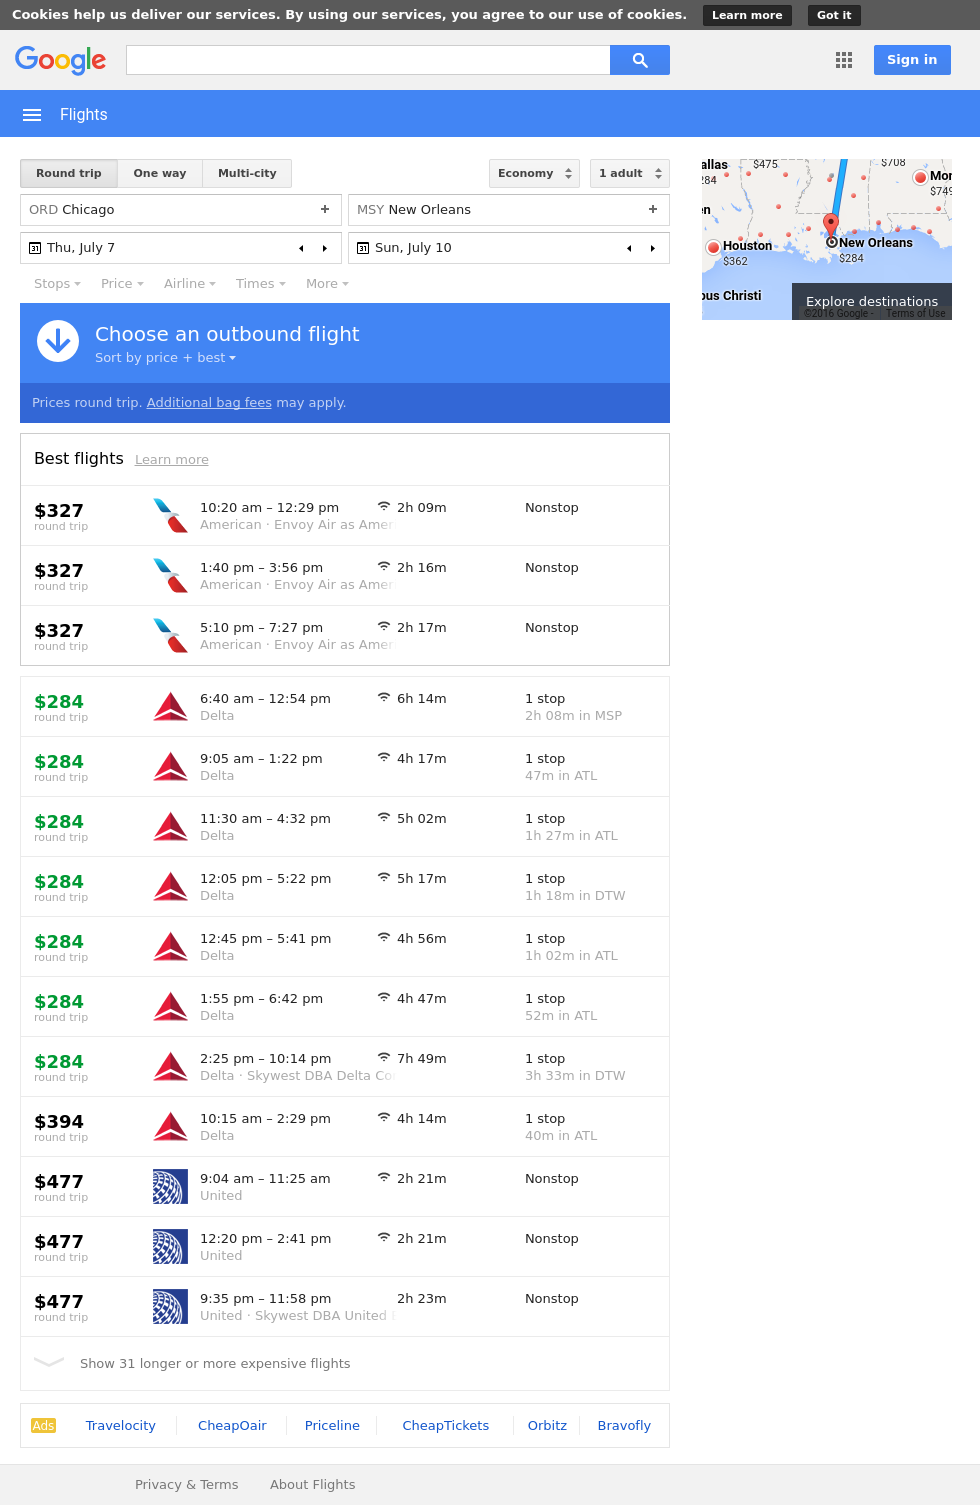 Cookies help us deliver our services. By using our services, you agree to our use of cookies. Learn more Got it
Google Sign in
Flights
Round trip One way Multi-city Economy 1 adult
ORD Chicago + MSY New Orleans +
Thu, July 7 Sun, July 10
Stops Price Airline Times More
Choose an outbound flight
Sort by price + best
Prices round trip. Additional bag fees may apply.
allas
284
$475
$708
Mon
$749
en
Houston
$362
New Orleans
$284
pus Christi
Explore destinations
©2016 Google - Terms of Use
Best flights Learn more
$327 10:20 am – 12:29 pm 2h 09m Nonstop
round trip American · Envoy Air as Amer
$327 1:40 pm – 3:56 pm 2h 16m Nonstop
round trip American · Envoy Air as Amer
$327 5:10 pm – 7:27 pm 2h 17m Nonstop
round trip American · Envoy Air as Amer
$284 6:40 am – 12:54 pm 6h 14m 1 stop
round trip Delta 2h 08m in MSP
$284 9:05 am – 1:22 pm 4h 17m 1 stop
round trip Delta 47m in ATL
$284 11:30 am – 4:32 pm 5h 02m 1 stop
round trip Delta 1h 27m in ATL
$284 12:05 pm – 5:22 pm 5h 17m 1 stop
round trip Delta 1h 18m in DTW
$284 12:45 pm – 5:41 pm 4h 56m 1 stop
round trip Delta 1h 02m in ATL
$284 1:55 pm – 6:42 pm 4h 47m 1 stop
round trip Delta 52m in ATL
$284 2:25 pm – 10:14 pm 7h 49m 1 stop
round trip Delta · Skywest DBA Delta Co 3h 33m in DTW
$394 10:15 am – 2:29 pm 4h 14m 1 stop
round trip Delta 40m in ATL
$477 9:04 am – 11:25 am 2h 21m Nonstop
round trip United
$477 12:20 pm – 2:41 pm 2h 21m Nonstop
round trip United
$477 9:35 pm – 11:58 pm 2h 23m Nonstop
round trip United · Skywest DBA United
Show 31 longer or more expensive flights
Ads Travelocity CheapOair Priceline CheapTickets Orbitz Bravofly
Privacy & Terms About Flights